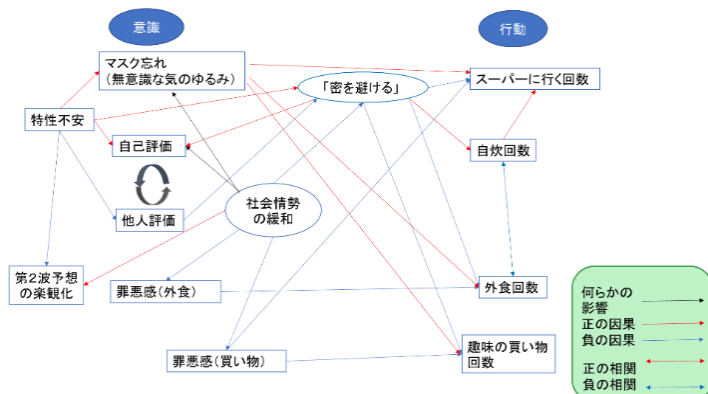 意識
行動
マスク忘れ
(無意識な気のゆるみ)
「密を避ける」
スーパーに行く回数
特性不安
自己評価
自炊回数
他人評価
社会情勢
の緩和
第2波予想
の楽観化
罪悪感(外食)
外食回数
罪悪感(買い物)
趣味の買い物
回数
何らかの
影響
正の因果
負の因果
正の相関
負の相関